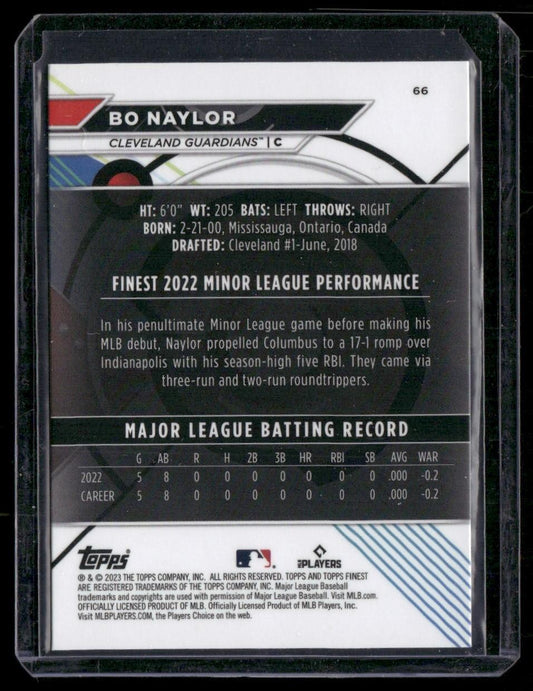 66
BO NAYLOR
CLEVELAND GUARDIANS™ | C
HT: 6'0" WT: 205 BATS: LEFT THROWS: RIGHT
BORN: 2-21-00, Mississauga, Ontario, Canada
DRAFTED: Cleveland #1-June, 2018
FINEST 2022 MINOR LEAGUE PERFORMANCE
In his penultimate Minor League game before making his
MLB debut, Naylor propelled Columbus to a 17-1 romp over
Indianapolis with his season-high five RBI. They came via
three-run and two-run roundtrippers.
MAJOR LEAGUE BATTING RECORD
G AB R H 2B 3B HR RBI SB AVG WAR
2022 5 8 0 0 0 0 0 0 0 .000 -0.2
CAREER 5 8 0 0 0 0 0 0 0 .000 -0.2
Topps
MLB PLAYERS
® & © 2023 THE TOPPS COMPANY, INC. ALL RIGHTS RESERVED. TOPPS AND TOPPS FINEST
ARE REGISTERED TRADEMARKS OF THE TOPPS COMPANY, INC. Major League Baseball
trademarks and copyrights are used with permission of Major League Baseball. Visit MLB.com.
OFFICIALLY LICENSED PRODUCT OF MLB. Officially Licensed Product of MLB Players, Inc.
Visit MLBPLAYERS.com, the Players Choice on the web.